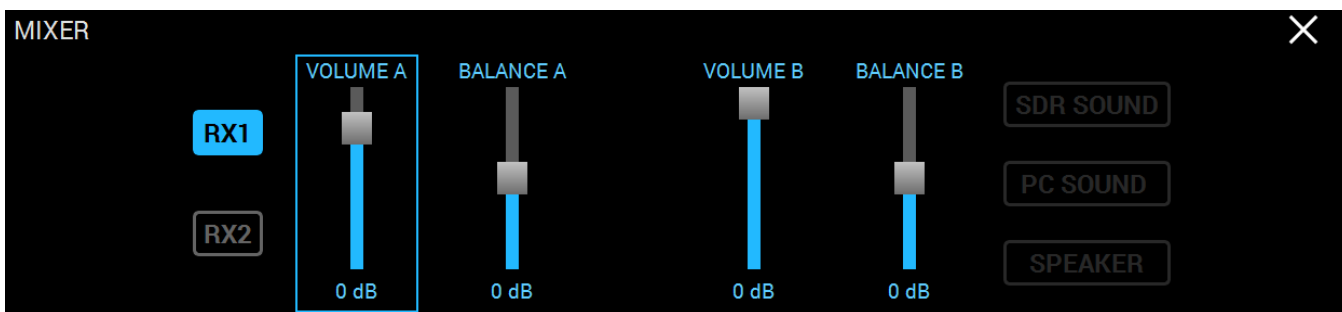 MIXER
VOLUME A BALANCE A VOLUME B BALANCE B
SDR SOUND
RX1
PC SOUND
RX2
SPEAKER
0 dB 0 dB 0 dB 0 dB